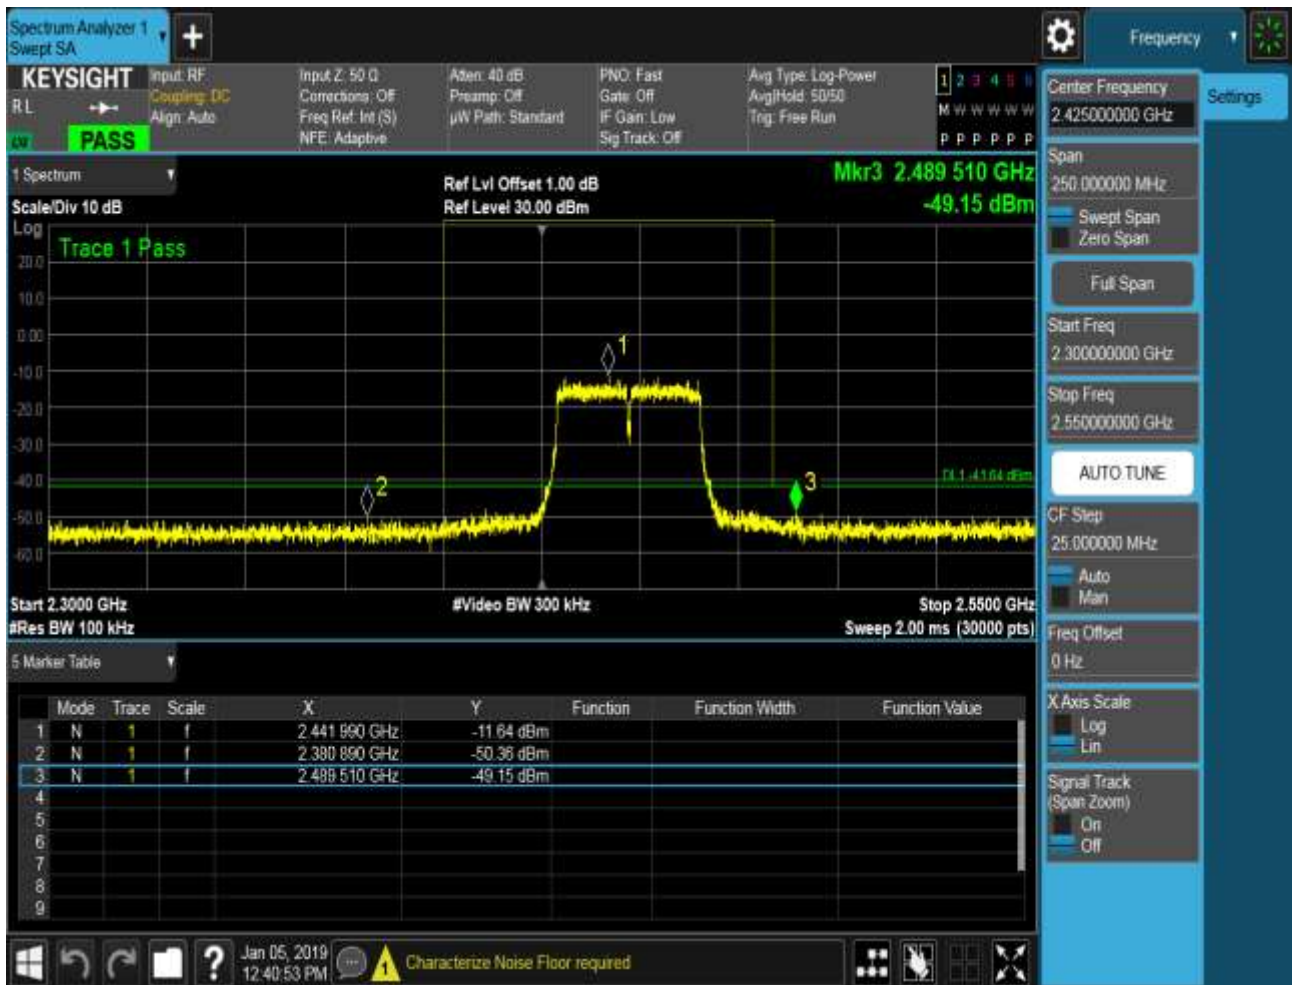 Spectrum Analyzer 1
Swept SA
Frequency
KEYSIGHT
R L
PASS
Input: RF
Coupling: DC
Align: Auto
Input Z: 50 Ω
Corrections: Off
Freq Ref: Int (S)
NFE: Adaptive
Atten: 40 dB
Preamp: Off
µW Path: Standard
PNO: Fast
Gate: Off
IF Gain: Low
Sig Track: Off
Avg Type: Log-Power
Avg|Hold: 50/50
Trig: Free Run
1 2 3 4 5 6
M W W W W W
P P P P P P
Center Frequency
2.425000000 GHz
Settings
1 Spectrum
Scale/Div 10 dB
Ref Lvl Offset 1.00 dB
Ref Level 30.00 dBm
Mkr3 2.489 510 GHz
-49.15 dBm
Log
Trace 1 Pass
20.0
10.0
0.00
-10.0
-20.0
-30.0
-40.0
-50.0
-60.0
1
2
3
DL1 -41.64 dBm
Start 2.3000 GHz
#Res BW 100 kHz
#Video BW 300 kHz
Stop 2.5500 GHz
Sweep 2.00 ms (30000 pts)
Span
250.000000 MHz
Swept Span
Zero Span
Full Span
Start Freq
2.300000000 GHz
Stop Freq
2.550000000 GHz
AUTO TUNE
CF Step
25.000000 MHz
Auto
Man
Freq Offset
0 Hz
X Axis Scale
Log
Lin
Signal Track
(Span Zoom)
On
Off
5 Marker Table
Mode Trace Scale X Y Function Function Width Function Value
1 N 1 f 2.441 990 GHz -11.64 dBm
2 N 1 f 2.380 890 GHz -50.36 dBm
3 N 1 f 2.489 510 GHz -49.15 dBm
4
5
6
7
8
9
?
Jan 05, 2019
12:40:53 PM
1
Characterize Noise Floor required